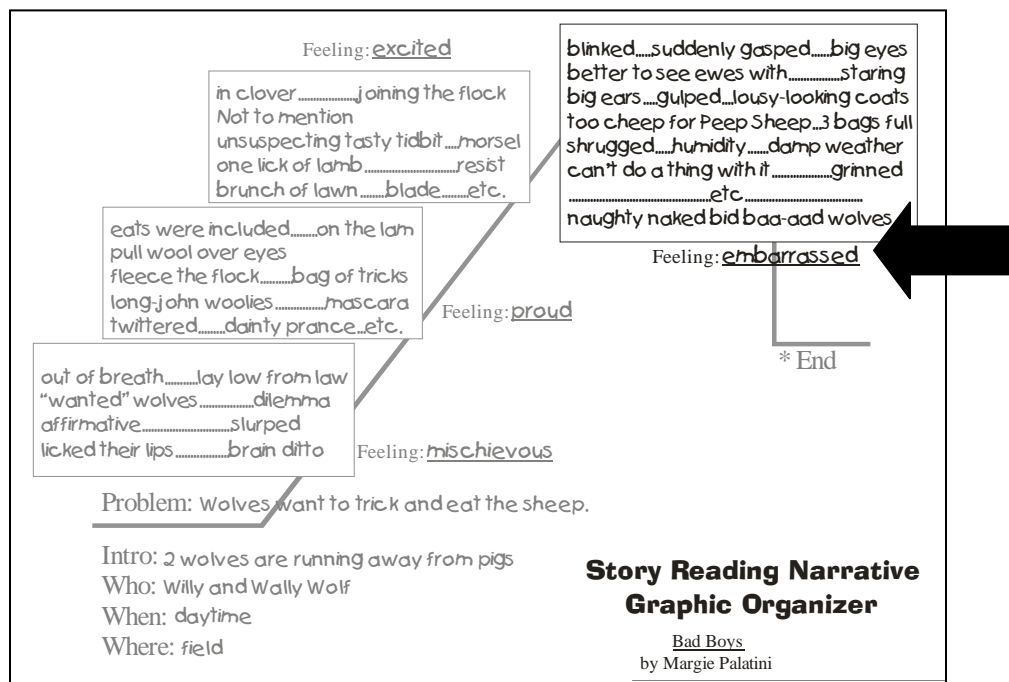 Feeling: excited
in clover..................joining the flock
Not to mention
unsuspecting tasty tidbit....morsel
one lick of lamb...........................resist
brunch of lawn........blade.......etc.
blinked.....suddenly gasped......big eyes
better to see ewes with...............staring
big ears....gulped...lousy-looking coats
too cheep for Peep Sheep...3 bags full
shrugged.....humidity......damp weather
can't do a thing with it.................grinned
..........................................etc...................................
naughty naked bid baa-aad wolves
Feeling: embarrassed
eats were included........on the lam
pull wool over eyes
fleece the flock.........bag of tricks
long-john woolies..............mascara
twittered........dainty prance...etc.
Feeling: proud
* End
out of breath..........lay low from law
"wanted" wolves................dilemma
affirmative..........................slurped
licked their lips................brain ditto
Feeling: mischievous
Problem: Wolves want to trick and eat the sheep.
Intro: 2 wolves are running away from pigs
Who: Willy and Wally Wolf
When: daytime
Where: field
Story Reading Narrative
Graphic Organizer
Bad Boys
by Margie Palatini